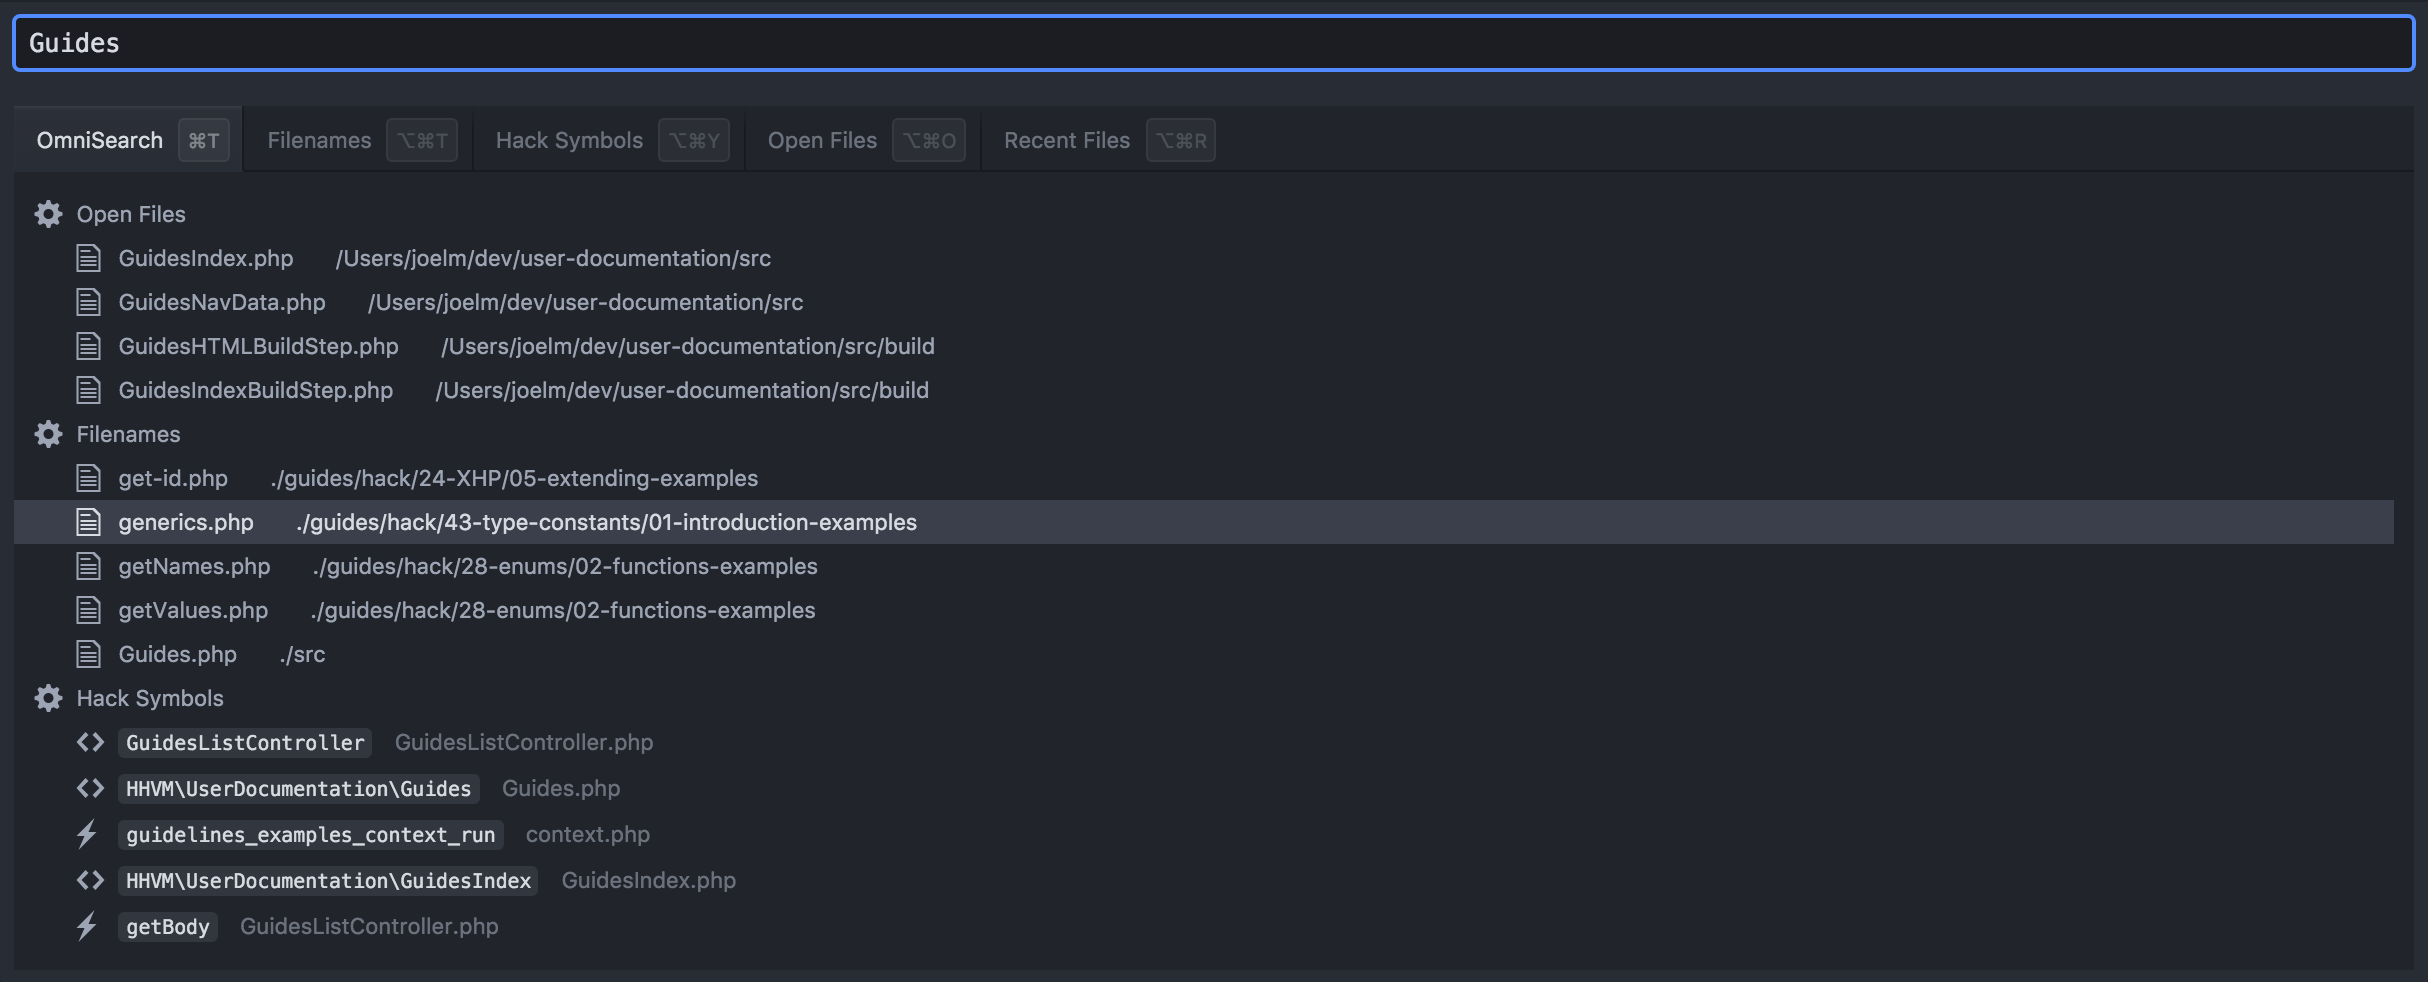 Guides
OmniSearch ⌘T Filenames ⌥⌘T Hack Symbols ⌥⌘Y Open Files ⌥⌘O Recent Files ⌥⌘R
Open Files
GuidesIndex.php /Users/joelm/dev/user-documentation/src
GuidesNavData.php /Users/joelm/dev/user-documentation/src
GuidesHTMLBuildStep.php /Users/joelm/dev/user-documentation/src/build
GuidesIndexBuildStep.php /Users/joelm/dev/user-documentation/src/build
Filenames
get-id.php ./guides/hack/24-XHP/05-extending-examples
generics.php ./guides/hack/43-type-constants/01-introduction-examples
getNames.php ./guides/hack/28-enums/02-functions-examples
getValues.php ./guides/hack/28-enums/02-functions-examples
Guides.php ./src
Hack Symbols
GuidesListController GuidesListController.php
HHVM\UserDocumentation\Guides Guides.php
guidelines_examples_context_run context.php
HHVM\UserDocumentation\GuidesIndex GuidesIndex.php
getBody GuidesListController.php